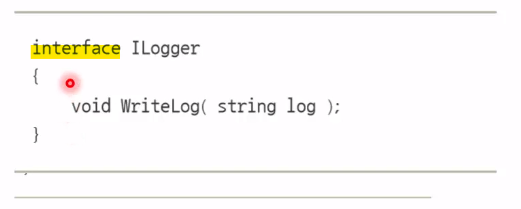 interface ILogger
{
void WriteLog( string log );
}